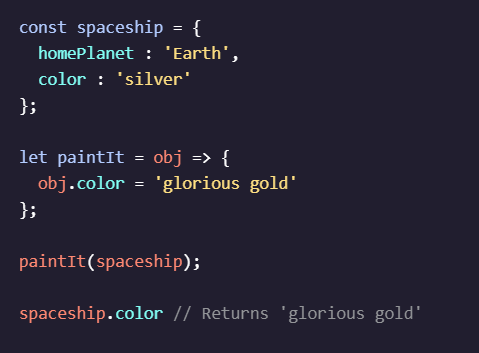 const spaceship = {
  homePlanet : 'Earth',
  color : 'silver'
};

let paintIt = obj => {
  obj.color = 'glorious gold'
};

paintIt(spaceship);

spaceship.color // Returns 'glorious gold'